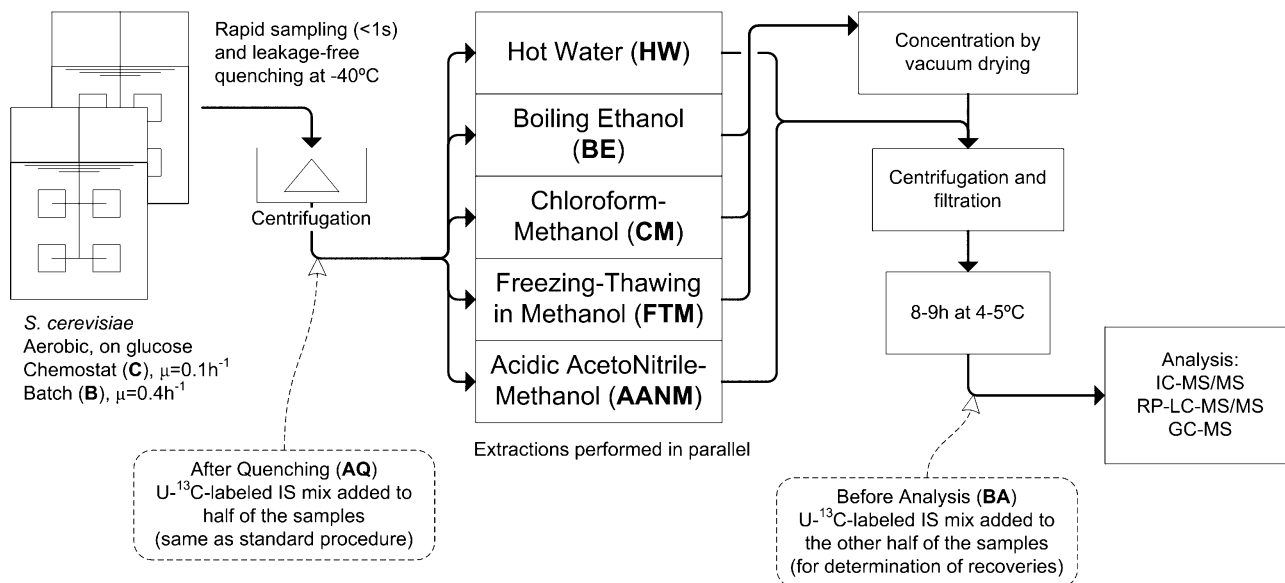 Rapid sampling (<1s)
and leakage-free
quenching at -40ºC
Centrifugation
S. cerevisiae
Aerobic, on glucose
Chemostat (C), µ=0.1h⁻¹
Batch (B), µ=0.4h⁻¹
After Quenching (AQ)
U-¹³C-labeled IS mix added to
half of the samples
(same as standard procedure)
Hot Water (HW)
Boiling Ethanol
(BE)
Chloroform-
Methanol (CM)
Freezing-Thawing
in Methanol (FTM)
Acidic AcetoNitrile-
Methanol (AANM)
Extractions performed in parallel
Concentration by
vacuum drying
Centrifugation and
filtration
8-9h at 4-5ºC
Before Analysis (BA)
U-¹³C-labeled IS mix added to
the other half of the samples
(for determination of recoveries)
Analysis:
IC-MS/MS
RP-LC-MS/MS
GC-MS